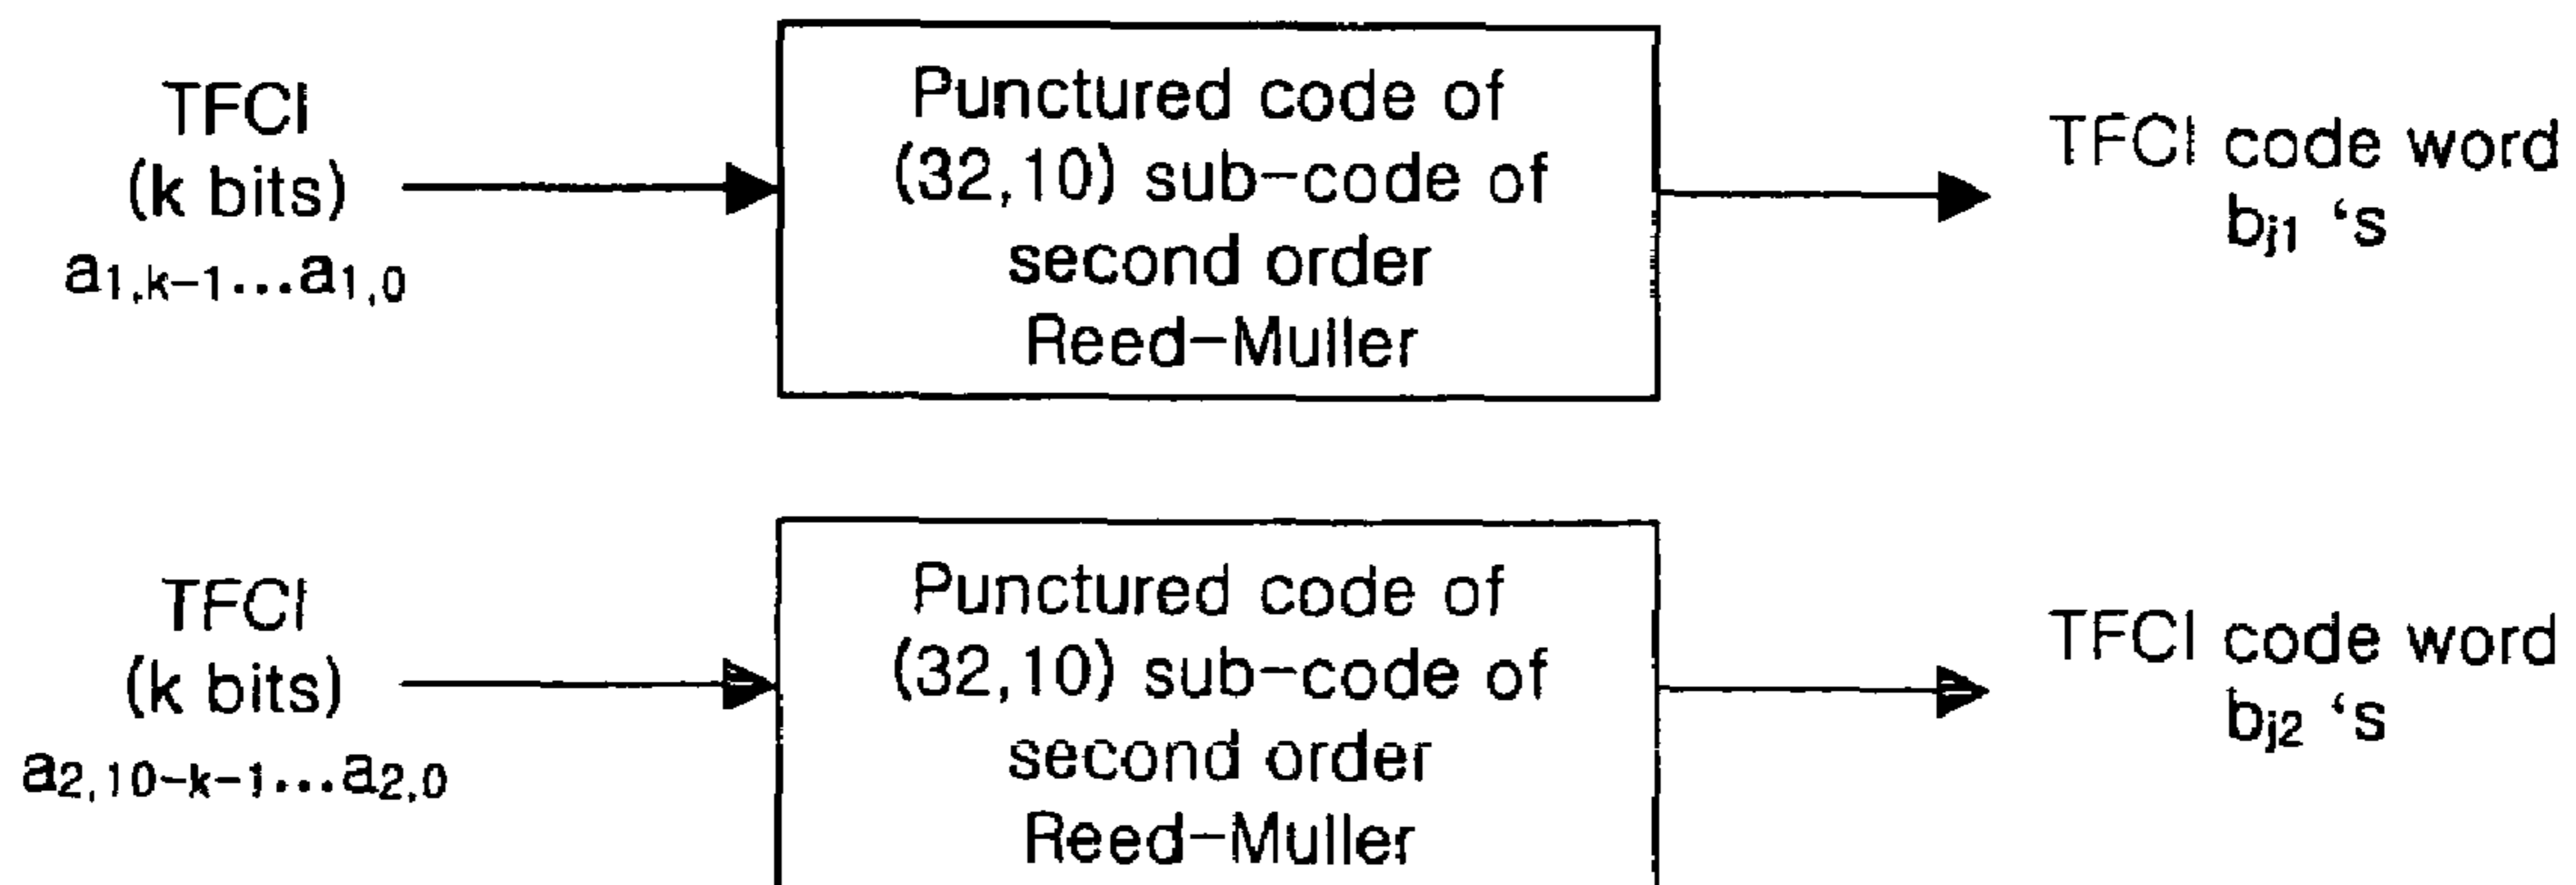 TFCI
(k bits)
a1,k-1...a1,0
Punctured code of
(32,10) sub-code of
second order
Reed-Muller
TFCI code word
bj1 's
TFCI
(k bits)
a2,10-k-1...a2,0
Punctured code of
(32,10) sub-code of
second order
Reed-Muller
TFCI code word
bj2 's